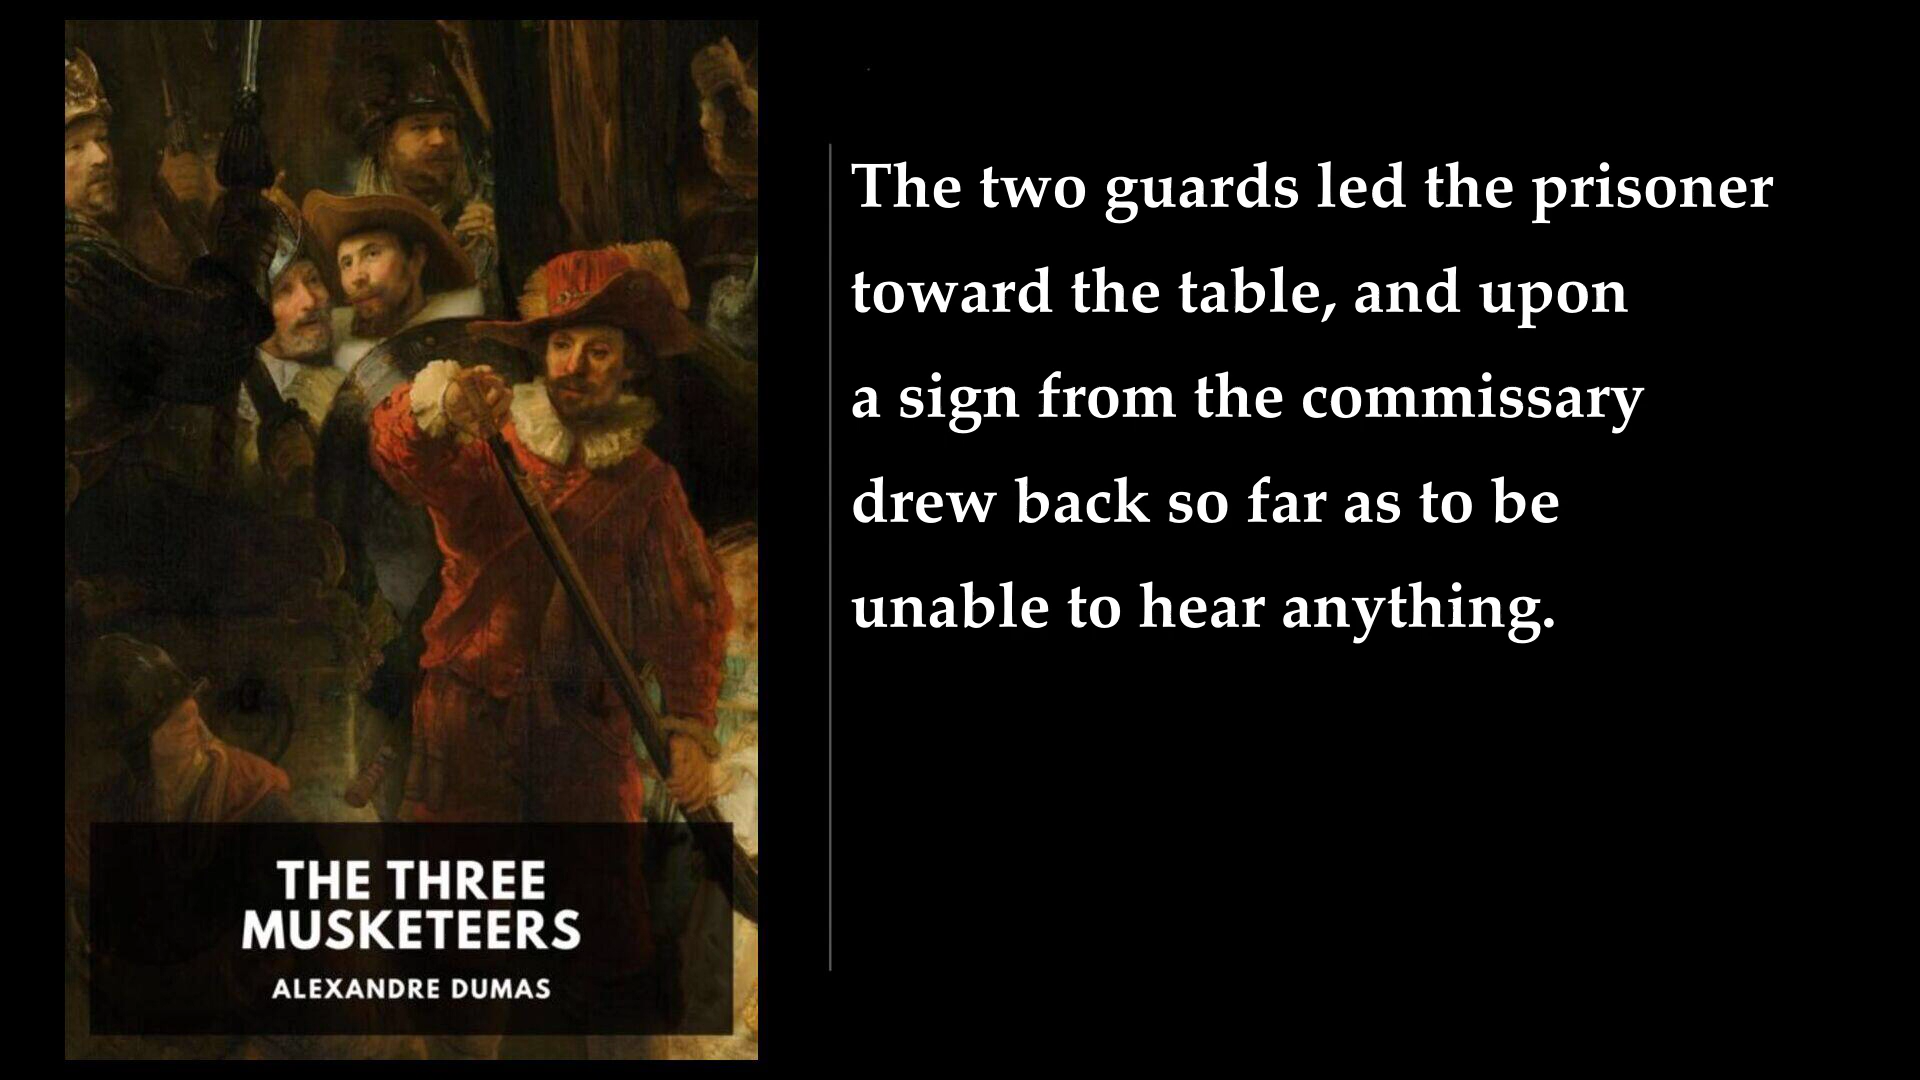 The two guards led the prisoner
toward the table, and upon
a sign from the commissary
drew back so far as to be
unable to hear anything.
THE THREE
MUSKETEERS
ALEXANDRE DUMAS